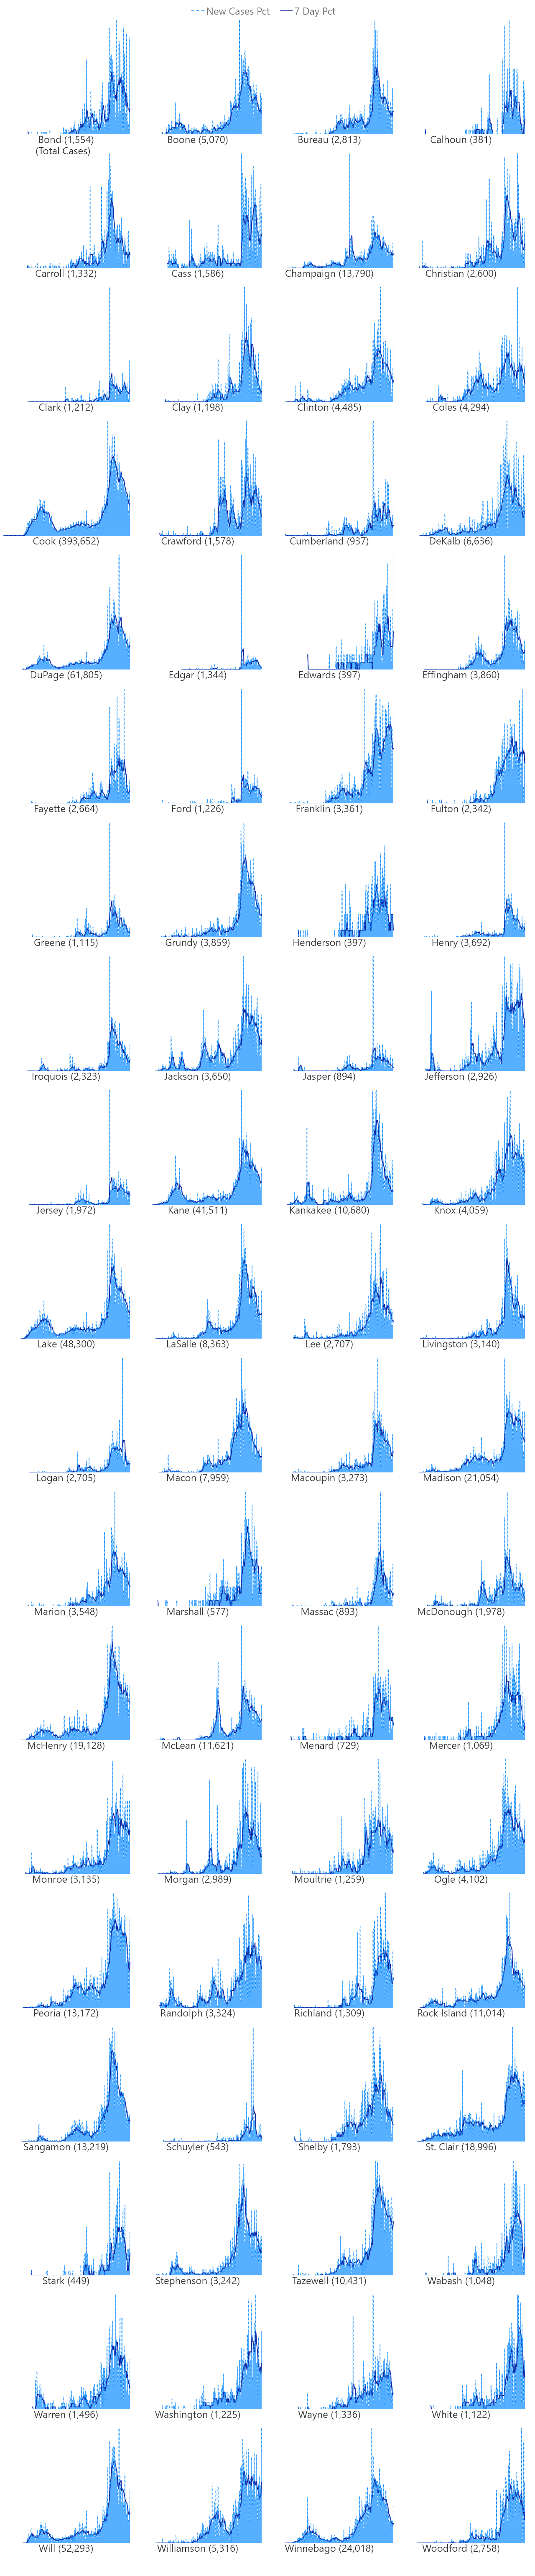 New Cases Pct 7 Day Pct
Bond (1,554) Boone (5,070) Bureau (2,813) Calhoun (381)
(Total Cases)
Carroll (1,332) Cass (1,586) Champaign (13,790) Christian (2,600)
Clark (1,212) Clay (1,198) Clinton (4,485) Coles (4,294)
Cook (393,652) Crawford (1,578) Cumberland (937) DeKalb (6,636)
DuPage (61,805) Edgar (1,344) Edwards (397) Effingham (3,860)
Fayette (2,664) Ford (1,226) Franklin (3,361) Fulton (2,342)
Greene (1,115) Grundy (3,859) Henderson (397) Henry (3,692)
Iroquois (2,323) Jackson (3,650) Jasper (894) Jefferson (2,926)
Jersey (1,972) Kane (41,511) Kankakee (10,680) Knox (4,059)
Lake (48,300) LaSalle (8,363) Lee (2,707) Livingston (3,140)
Logan (2,705) Macon (7,959) Macoupin (3,273) Madison (21,054)
Marion (3,548) Marshall (577) Massac (893) McDonough (1,978)
McHenry (19,128) McLean (11,621) Menard (729) Mercer (1,069)
Monroe (3,135) Morgan (2,989) Moultrie (1,259) Ogle (4,102)
Peoria (13,172) Randolph (3,324) Richland (1,309) Rock Island (11,014)
Sangamon (13,219) Schuyler (543) Shelby (1,793) St. Clair (18,996)
Stark (449) Stephenson (3,242) Tazewell (10,431) Wabash (1,048)
Warren (1,496) Washington (1,225) Wayne (1,336) White (1,122)
Will (52,293) Williamson (5,316) Winnebago (24,018) Woodford (2,758)